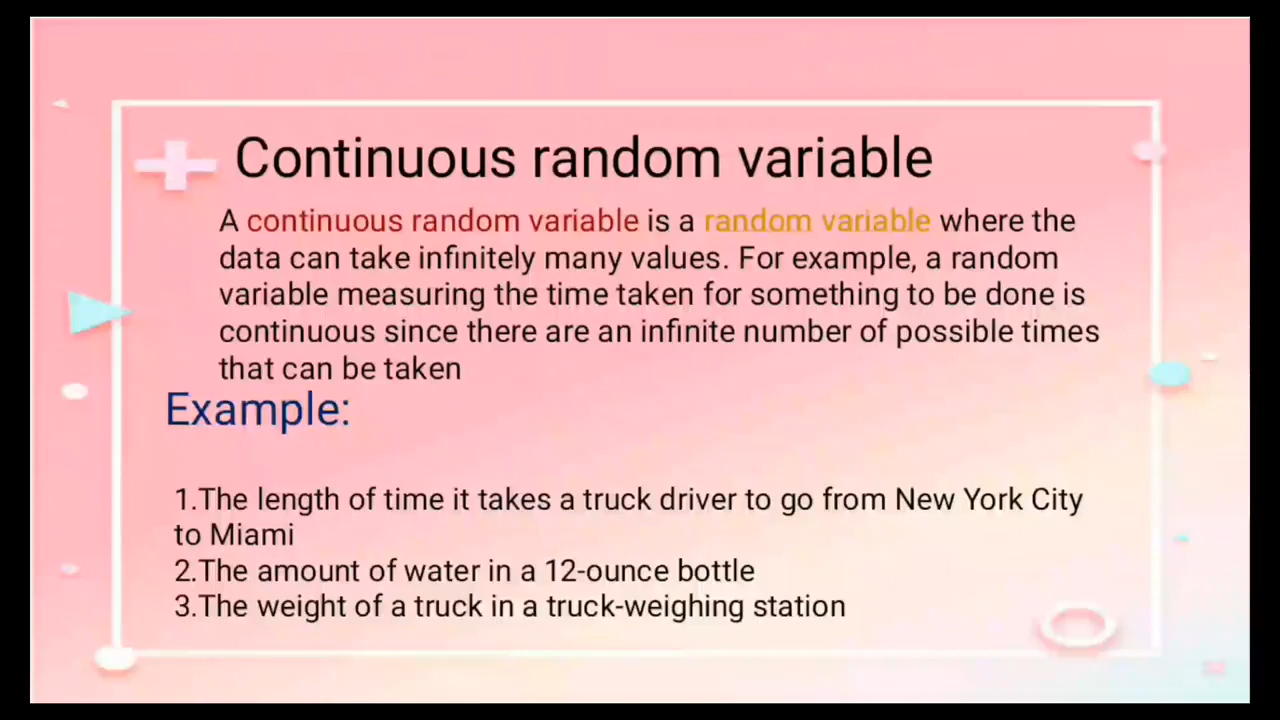 Continuous random variable
A continuous random variable is a random variable where the
data can take infinitely many values. For example, a random
variable measuring the time taken for something to be done is
continuous since there are an infinite number of possible times
that can be taken
Example:
1.The length of time it takes a truck driver to go from New York City
to Miami
2.The amount of water in a 12-ounce bottle
3.The weight of a truck in a truck-weighing station